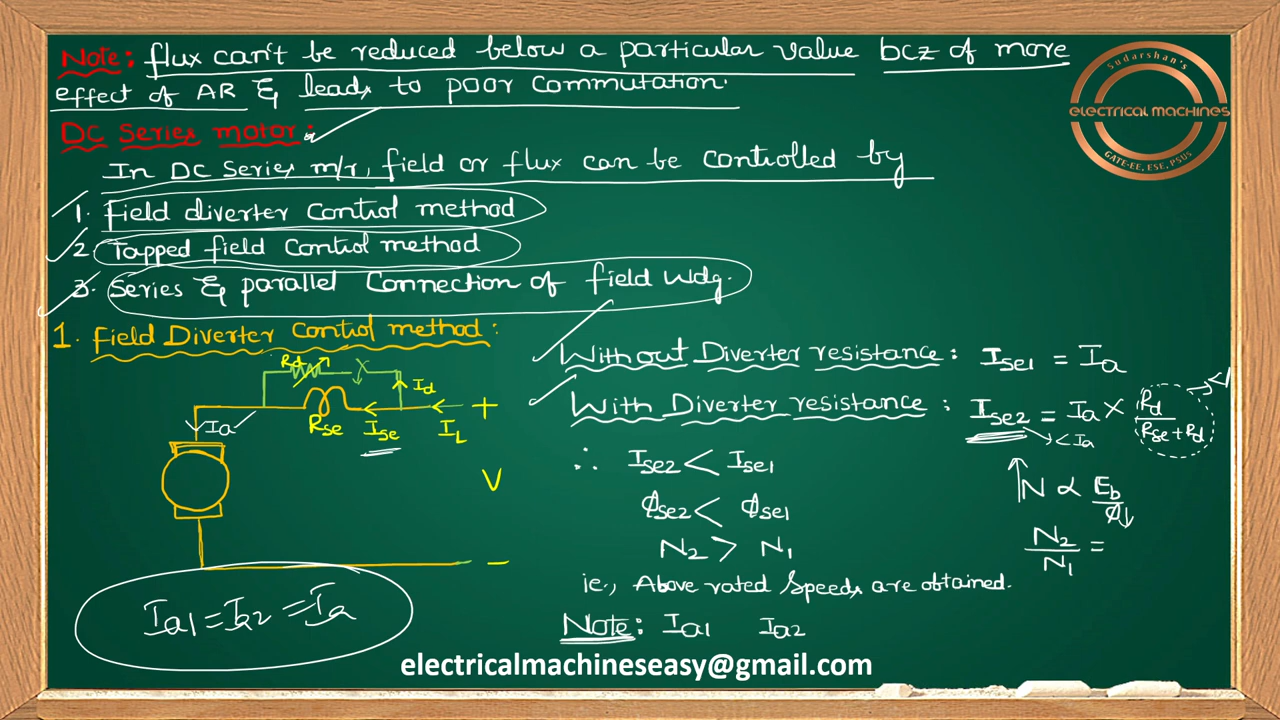 Note: flux can't be reduced below a particular value bcz of more
effect of AR & leads to poor commutation.
DC Series motor:
In DC Series m/r, field or flux can be controlled by
1. Field diverter control method
2 Tapped field control method
3. Series & parallel Connection of field wdg.
1. Field Diverter Control method:
Without Diverter resistance: Ise1 = Ia
With Diverter resistance: Ise2 = Ia × Rd / Rse + Rd
<1
< Ia
∴ Ise2 < Ise1
ϕse2 < ϕse1
N2 > N1
ie., Above rated speeds are obtained.
Note: Ia1 Ia2
↑N ∝ Eb / ϕ↓
N2 / N1 =
Rd
Id
Rse
Ise
IL
+
Ia
V
−
Ia1 = Ia2 = Ia
electricalmachineseasy@gmail.com
Sudarshan's
ELECTRICAL MACHINES
GATE-EE, ESE, PSUS